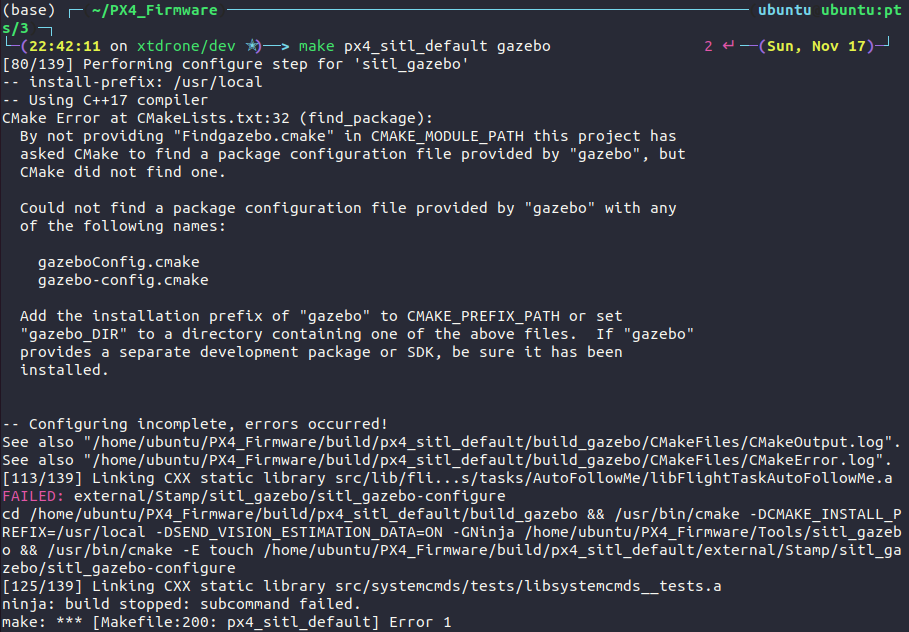 (base) ┌─ ~/PX4_Firmware ─ ubuntu ubuntu:pt
s/3 ─┐
└─(22:42:11 on xtdrone/dev ✭)──> make px4_sitl_default gazebo 2 ↵ ──(Sun, Nov 17)─┘
[80/139] Performing configure step for 'sitl_gazebo'
-- install-prefix: /usr/local
-- Using C++17 compiler
CMake Error at CMakeLists.txt:32 (find_package):
  By not providing "Findgazebo.cmake" in CMAKE_MODULE_PATH this project has
  asked CMake to find a package configuration file provided by "gazebo", but
  CMake did not find one.

  Could not find a package configuration file provided by "gazebo" with any
  of the following names:

    gazeboConfig.cmake
    gazebo-config.cmake

  Add the installation prefix of "gazebo" to CMAKE_PREFIX_PATH or set
  "gazebo_DIR" to a directory containing one of the above files.  If "gazebo"
  provides a separate development package or SDK, be sure it has been
  installed.


-- Configuring incomplete, errors occurred!
See also "/home/ubuntu/PX4_Firmware/build/px4_sitl_default/build_gazebo/CMakeFiles/CMakeOutput.log".
See also "/home/ubuntu/PX4_Firmware/build/px4_sitl_default/build_gazebo/CMakeFiles/CMakeError.log".
[113/139] Linking CXX static library src/lib/fli...s/tasks/AutoFollowMe/libFlightTaskAutoFollowMe.a
FAILED: external/Stamp/sitl_gazebo/sitl_gazebo-configure
cd /home/ubuntu/PX4_Firmware/build/px4_sitl_default/build_gazebo && /usr/bin/cmake -DCMAKE_INSTALL_P
REFIX=/usr/local -DSEND_VISION_ESTIMATION_DATA=ON -GNinja /home/ubuntu/PX4_Firmware/Tools/sitl_gazeb
o && /usr/bin/cmake -E touch /home/ubuntu/PX4_Firmware/build/px4_sitl_default/external/Stamp/sitl_ga
zebo/sitl_gazebo-configure
[125/139] Linking CXX static library src/systemcmds/tests/libsystemcmds__tests.a
ninja: build stopped: subcommand failed.
make: *** [Makefile:200: px4_sitl_default] Error 1